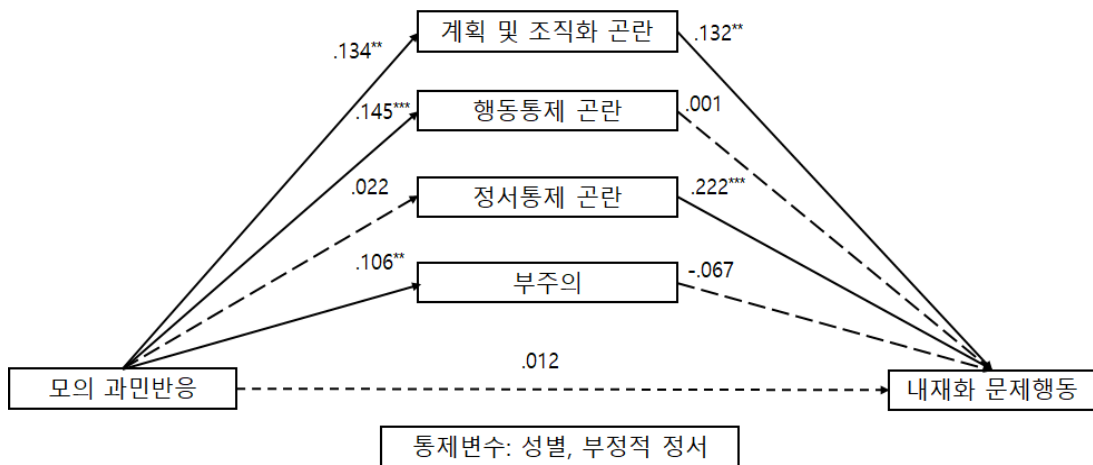 계획 및 조직화 곤란
.134**
.132**
행동통제 곤란
.145***
.001
정서통제 곤란
.022
.222***
부주의
.106**
-.067
모의 과민반응
.012
내재화 문제행동
통제변수: 성별, 부정적 정서